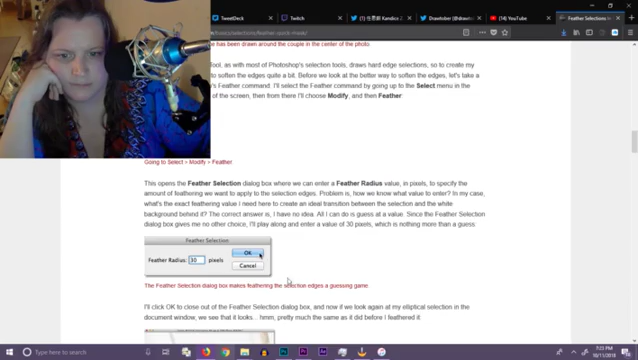 TweetDeck
Twitch
Drawtober (@drawt
(14) YouTube
Feather Selections In
has been drawn around the couple in the center of the photo.
Tool, as with most of Photoshop's selection tools, draws hard edge selections, so to create my
to soften the edges quite a bit. Before we look at the better way to soften the edges, let's take a
's Feather command. I'll select the Feather command by going up to the Select menu in the
of the screen, then from there I'll choose Modify, and then Feather:
Going to Select > Modify > Feather.
This opens the Feather Selection dialog box where we can enter a Feather Radius value, in pixels, to specify the
amount of feathering we want to apply to the selection edges. Problem is, how we know what value to enter? In my case,
what's the exact feathering value I need here to create an ideal transition between the selection and the white
background behind it? The correct answer is, I have no idea. All I can do is guess at a value. Since the Feather Selection
dialog box gives me no other choice, I'll play along and enter a value of 30 pixels, which is nothing more than a guess:
Feather Selection
Feather Radius: 30 pixels
OK
Cancel
The Feather Selection dialog box makes feathering the selection edges a guessing game.
I'll click OK to close out of the Feather Selection dialog box, and now if we look again at my elliptical selection in the
document window, we see that it looks... hmm, pretty much the same as it did before I feathered it:
Type here to search
7:23 PM
10/11/2018